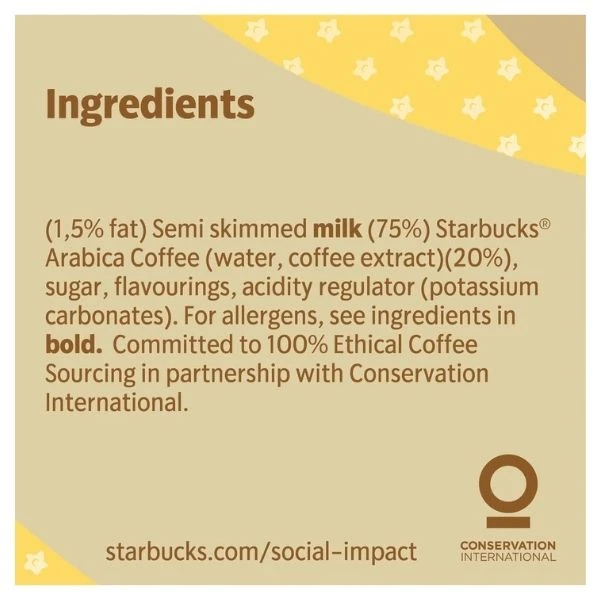 Ingredients
(1,5% fat) Semi skimmed milk (75%) Starbucks®
Arabica Coffee (water, coffee extract)(20%),
sugar, flavourings, acidity regulator (potassium
carbonates). For allergens, see ingredients in
bold. Committed to 100% Ethical Coffee
Sourcing in partnership with Conservation
International.
starbucks.com/social-impact
CONSERVATION
INTERNATIONAL